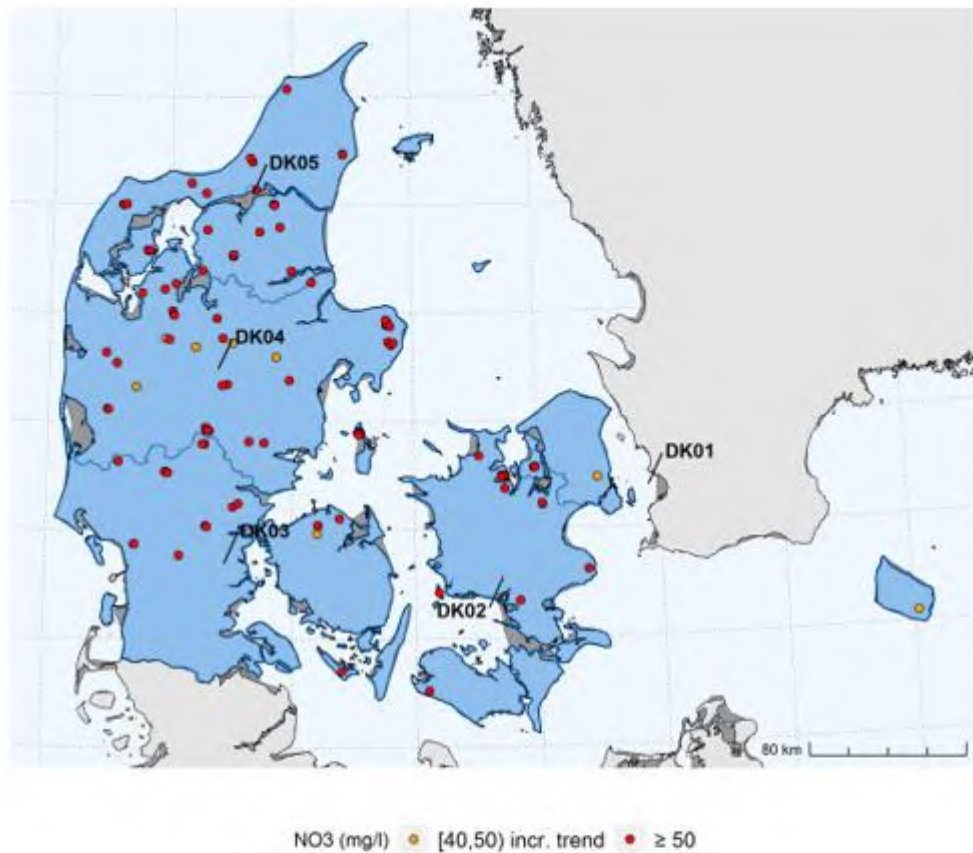 DK05
DK04
DK01
DK03
DK02
80 km
NO3 (mg/l) [40,50) incr. trend ≥ 50